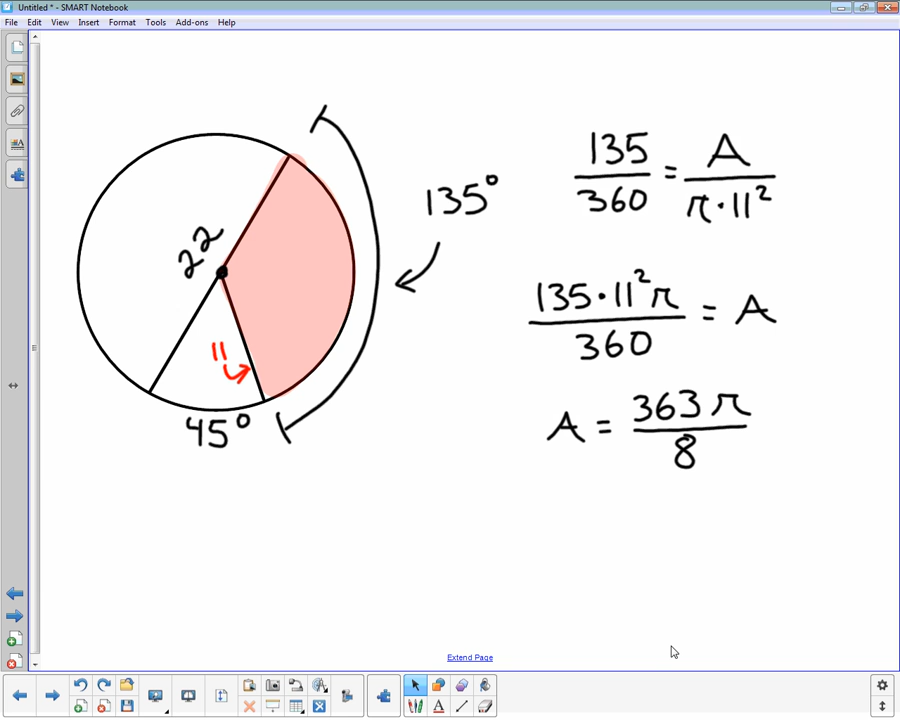 Untitled * - SMART Notebook
File Edit View Insert Format Tools Add-ons Help
135°
22
11
45°
135/360 = A/(π·11²)
(135·11²π)/360 = A
A = 363π/8
Extend Page